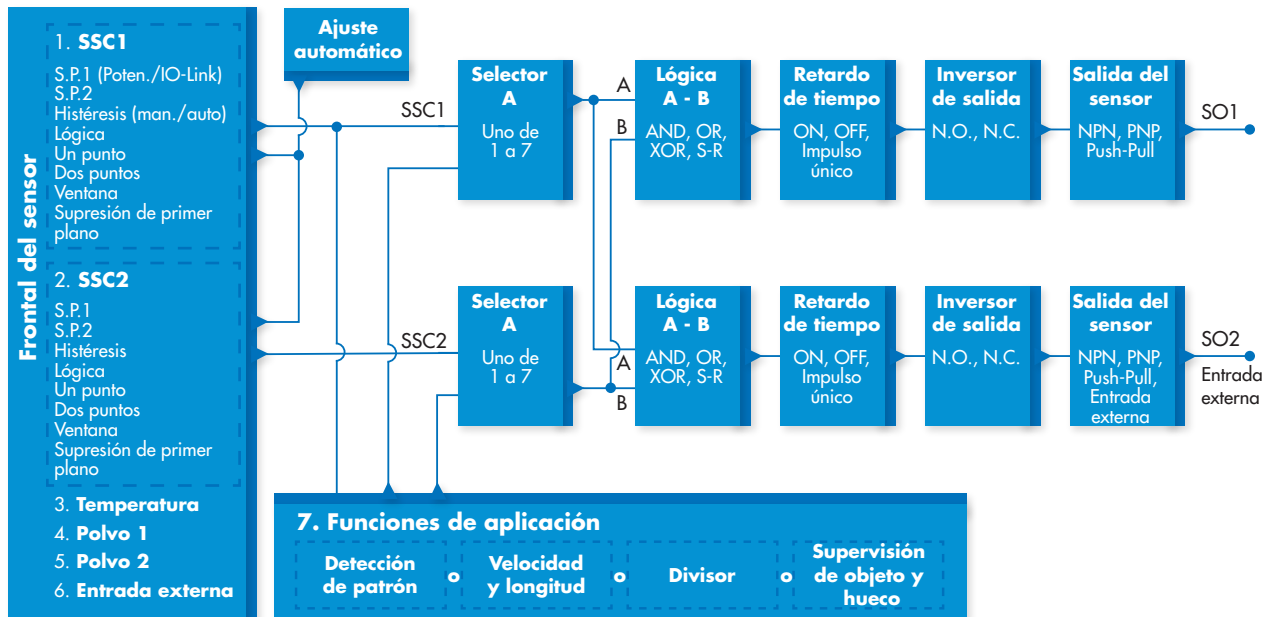 Frontal del sensor
1. SSC1
S.P.1 (Poten./IO-Link)
S.P.2
Histéresis (man./auto)
Lógica
Un punto
Dos puntos
Ventana
Supresión de primer
plano
2. SSC2
S.P.1
S.P.2
Histéresis
Lógica
Un punto
Dos puntos
Ventana
Supresión de primer
plano
3. Temperatura
4. Polvo 1
5. Polvo 2
6. Entrada externa
Ajuste
automático
SSC1
Selector
A
Uno de
1 a 7
A
B
Lógica
A - B
AND, OR,
XOR, S-R
Retardo
de tiempo
ON, OFF,
Impulso
único
Inversor
de salida
N.O., N.C.
Salida del
sensor
NPN, PNP,
Push-Pull
SO1
SSC2
Selector
A
Uno de
1 a 7
A
B
Lógica
A - B
AND, OR,
XOR, S-R
Retardo
de tiempo
ON, OFF,
Impulso
único
Inversor
de salida
N.O., N.C.
Salida del
sensor
NPN, PNP,
Push-Pull,
Entrada
externa
SO2
Entrada
externa
7. Funciones de aplicación
Detección
de patrón
o
Velocidad
y longitud
o
Divisor
o
Supervisión
de objeto y
hueco